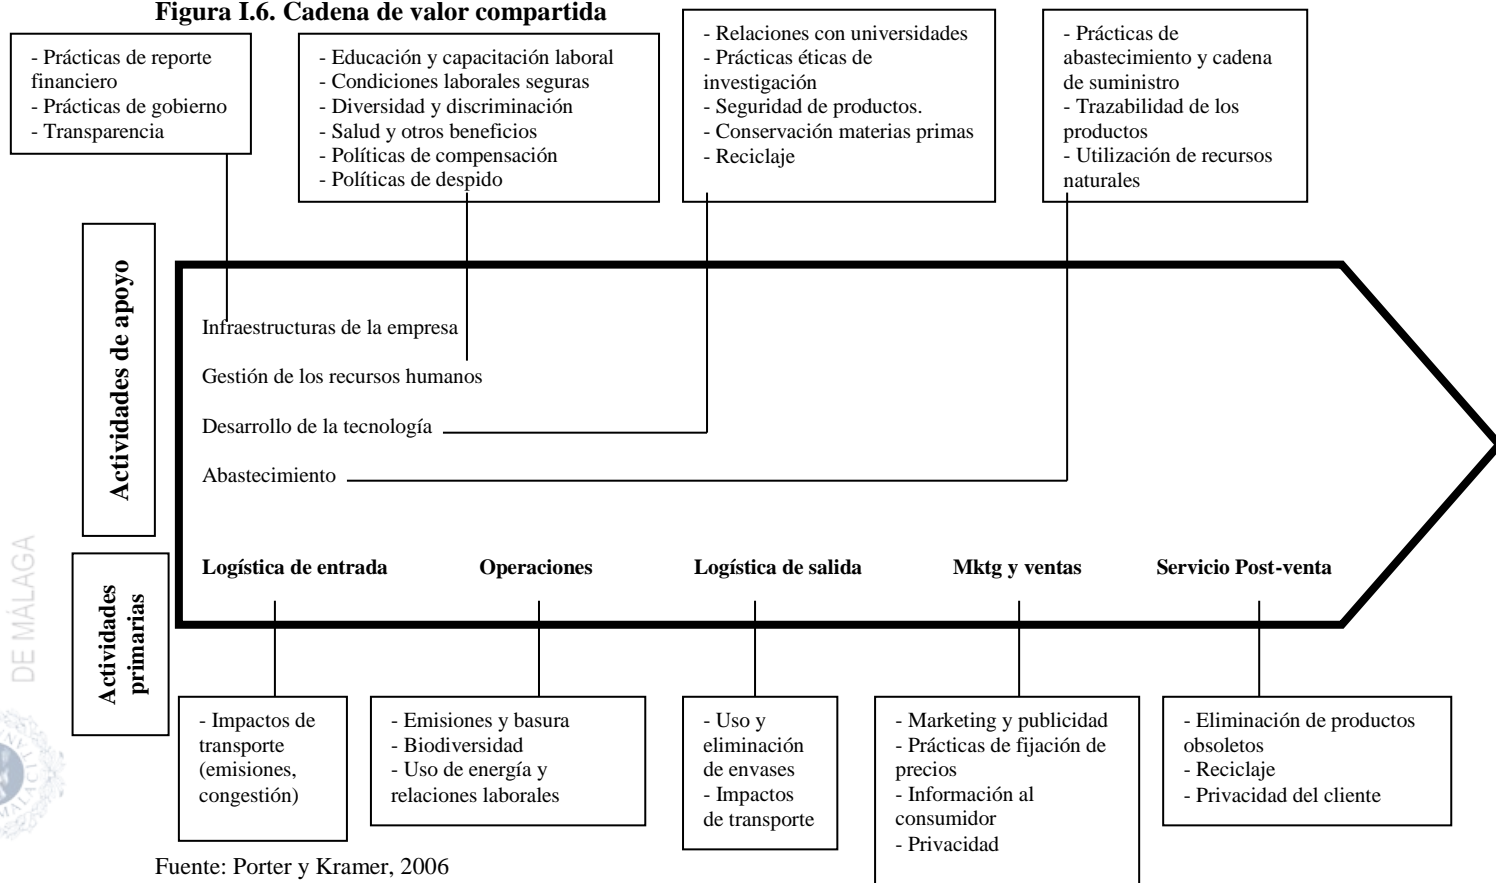 Figura I.6. Cadena de valor compartida
- Prácticas de reporte
financiero
- Prácticas de gobierno
- Transparencia
- Educación y capacitación laboral
- Condiciones laborales seguras
- Diversidad y discriminación
- Salud y otros beneficios
- Políticas de compensación
- Políticas de despido
- Relaciones con universidades
- Prácticas éticas de
investigación
- Seguridad de productos.
- Conservación materias primas
- Reciclaje
- Prácticas de
abastecimiento y cadena
de suministro
- Trazabilidad de los
productos
- Utilización de recursos
naturales
Actividades de apoyo
Infraestructuras de la empresa
Gestión de los recursos humanos
Desarrollo de la tecnología
Abastecimiento
Actividades
primarias
Logística de entrada
Operaciones
Logística de salida
Mktg y ventas
Servicio Post-venta
- Impactos de
transporte
(emisiones,
congestión)
- Emisiones y basura
- Biodiversidad
- Uso de energía y
relaciones laborales
- Uso y
eliminación
de envases
- Impactos
de transporte
- Marketing y publicidad
- Prácticas de fijación de
precios
- Información al
consumidor
- Privacidad
- Eliminación de productos
obsoletos
- Reciclaje
- Privacidad del cliente
Fuente: Porter y Kramer, 2006
DE MÁLAGA